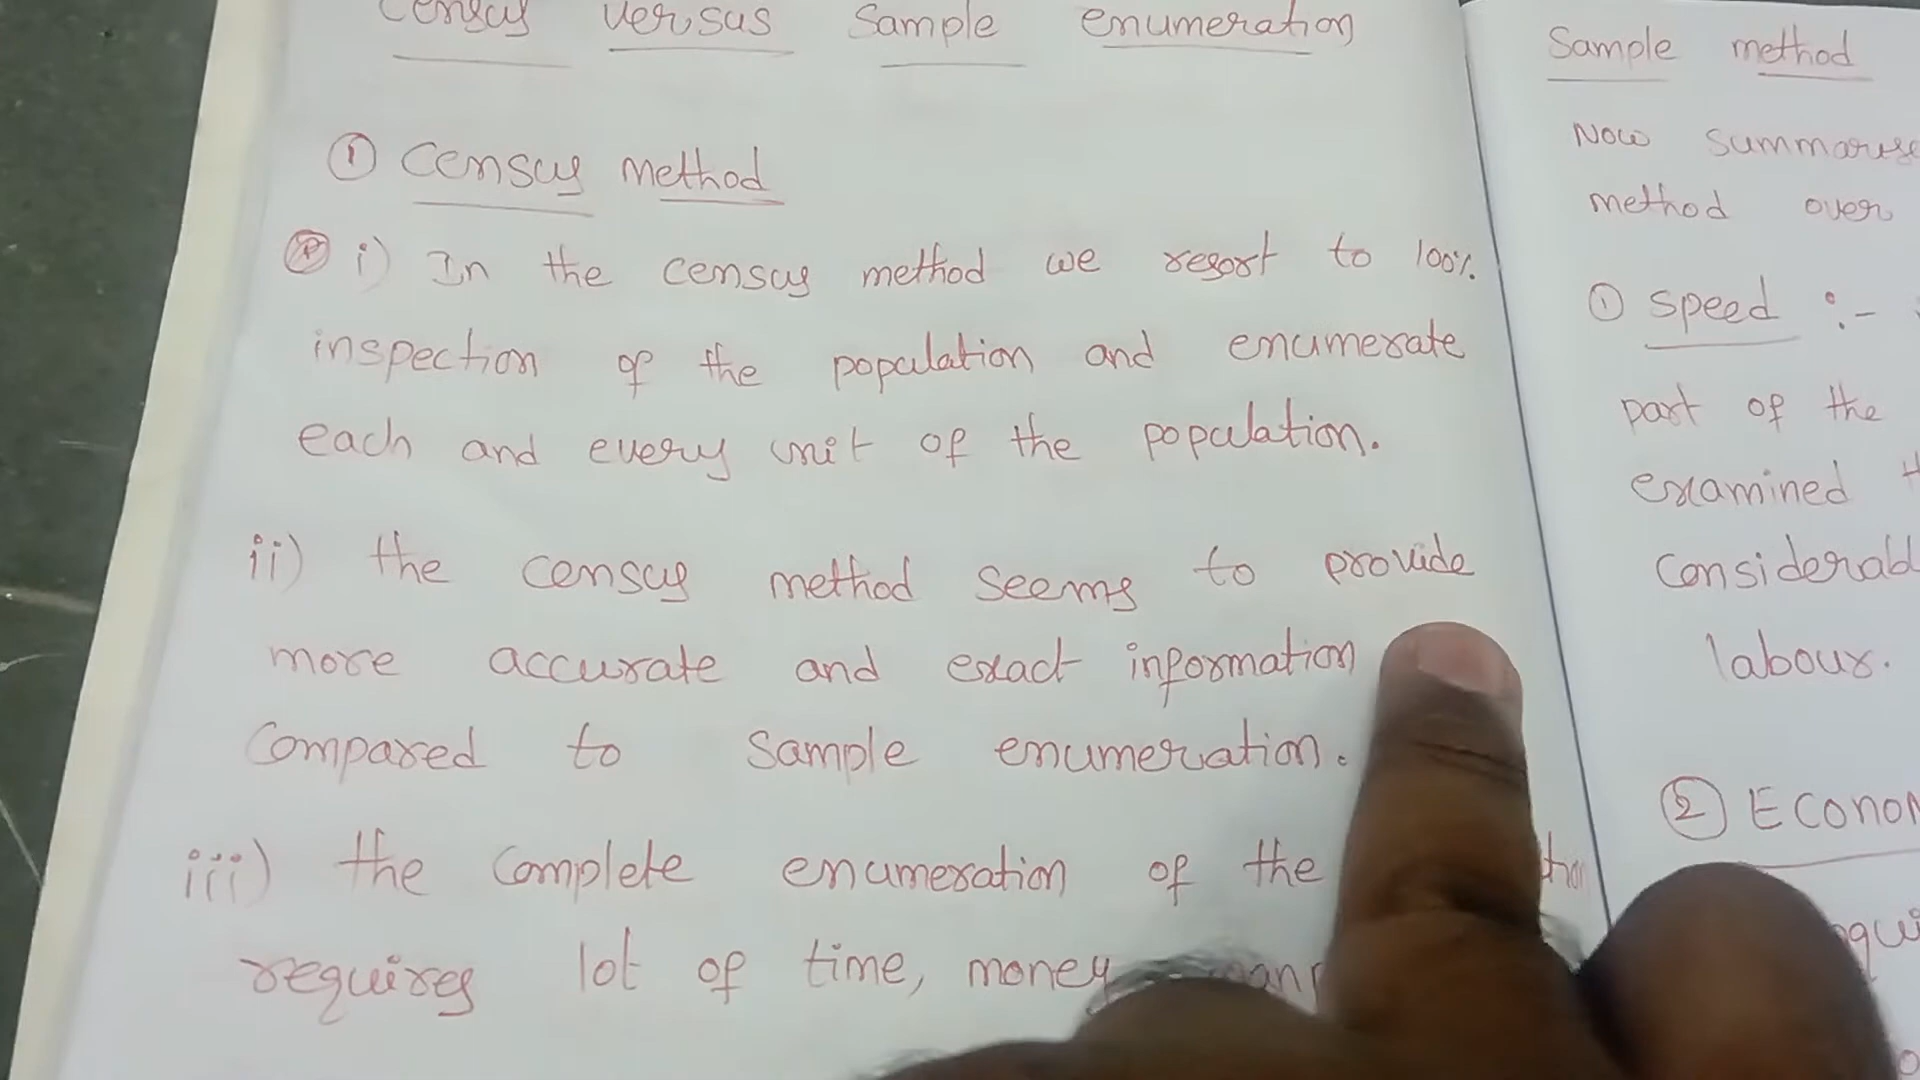 Census versus Sample enumeration
① Census method
i) In the census method we resort to 100%
inspection of the population and enumerate
each and every unit of the population.
ii) the census method seems to provide
more accurate and exact information
Compared to Sample enumeration.
iii) the Complete enumeration of the
requires lot of time, money
Sample method
Now Summarise
method over
① Speed :-
part of the
examined
labour.
②